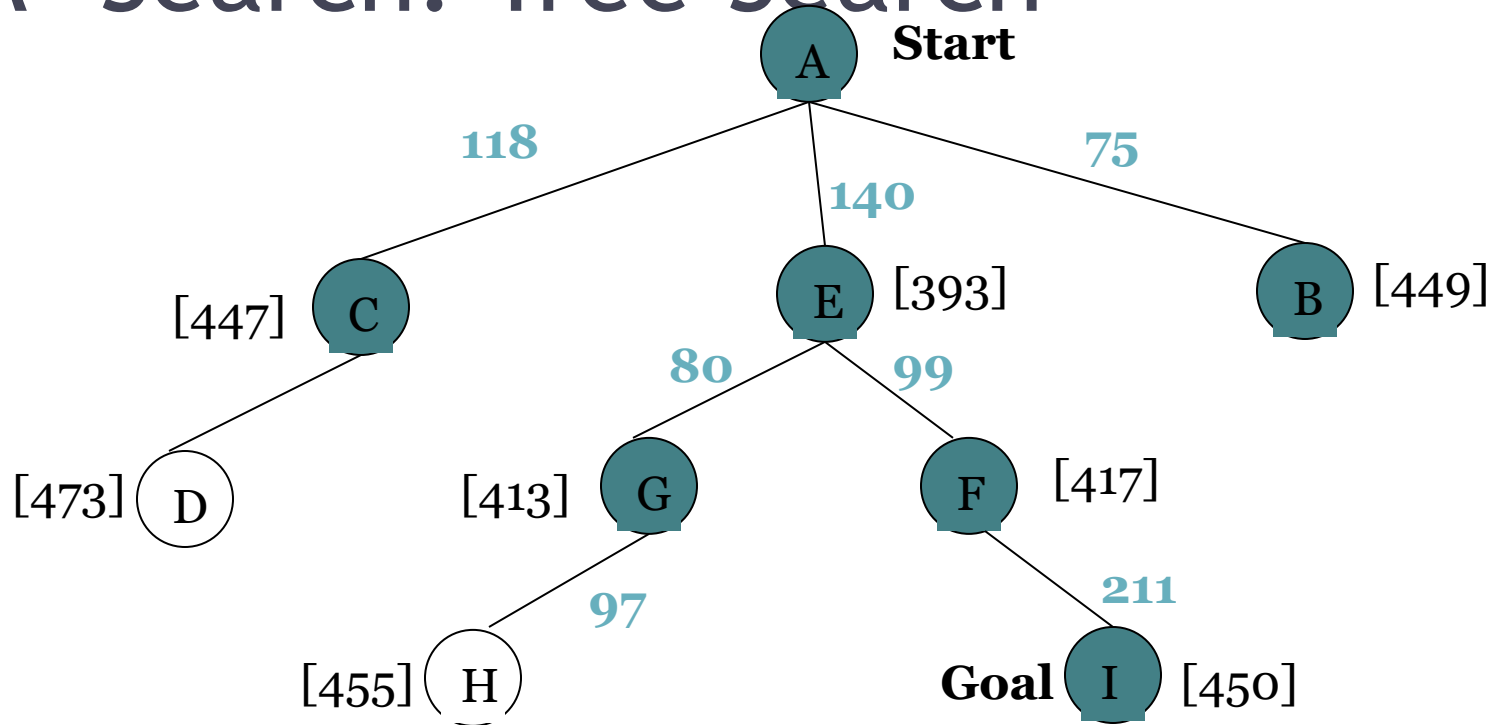 A Start
118
75
140
[447] C
E [393]
B [449]
80
99
[473] D
[413] G
F [417]
97
211
[455] H
Goal I [450]